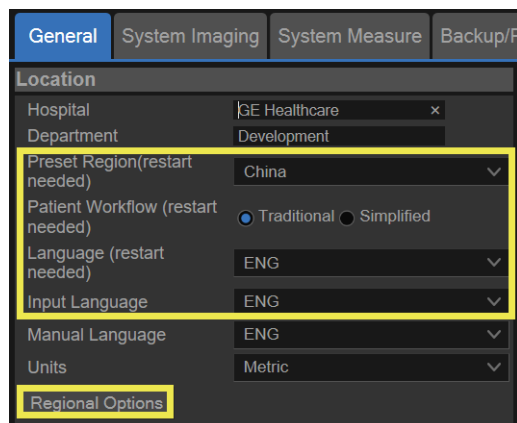 General System Imaging System Measure Backup/
Location
Hospital GE Healthcare ×
Department Development
Preset Region(restart
needed) China
Patient Workflow (restart
needed) Traditional Simplified
Language (restart
needed) ENG
Input Language ENG
Manual Language ENG
Units Metric
Regional Options